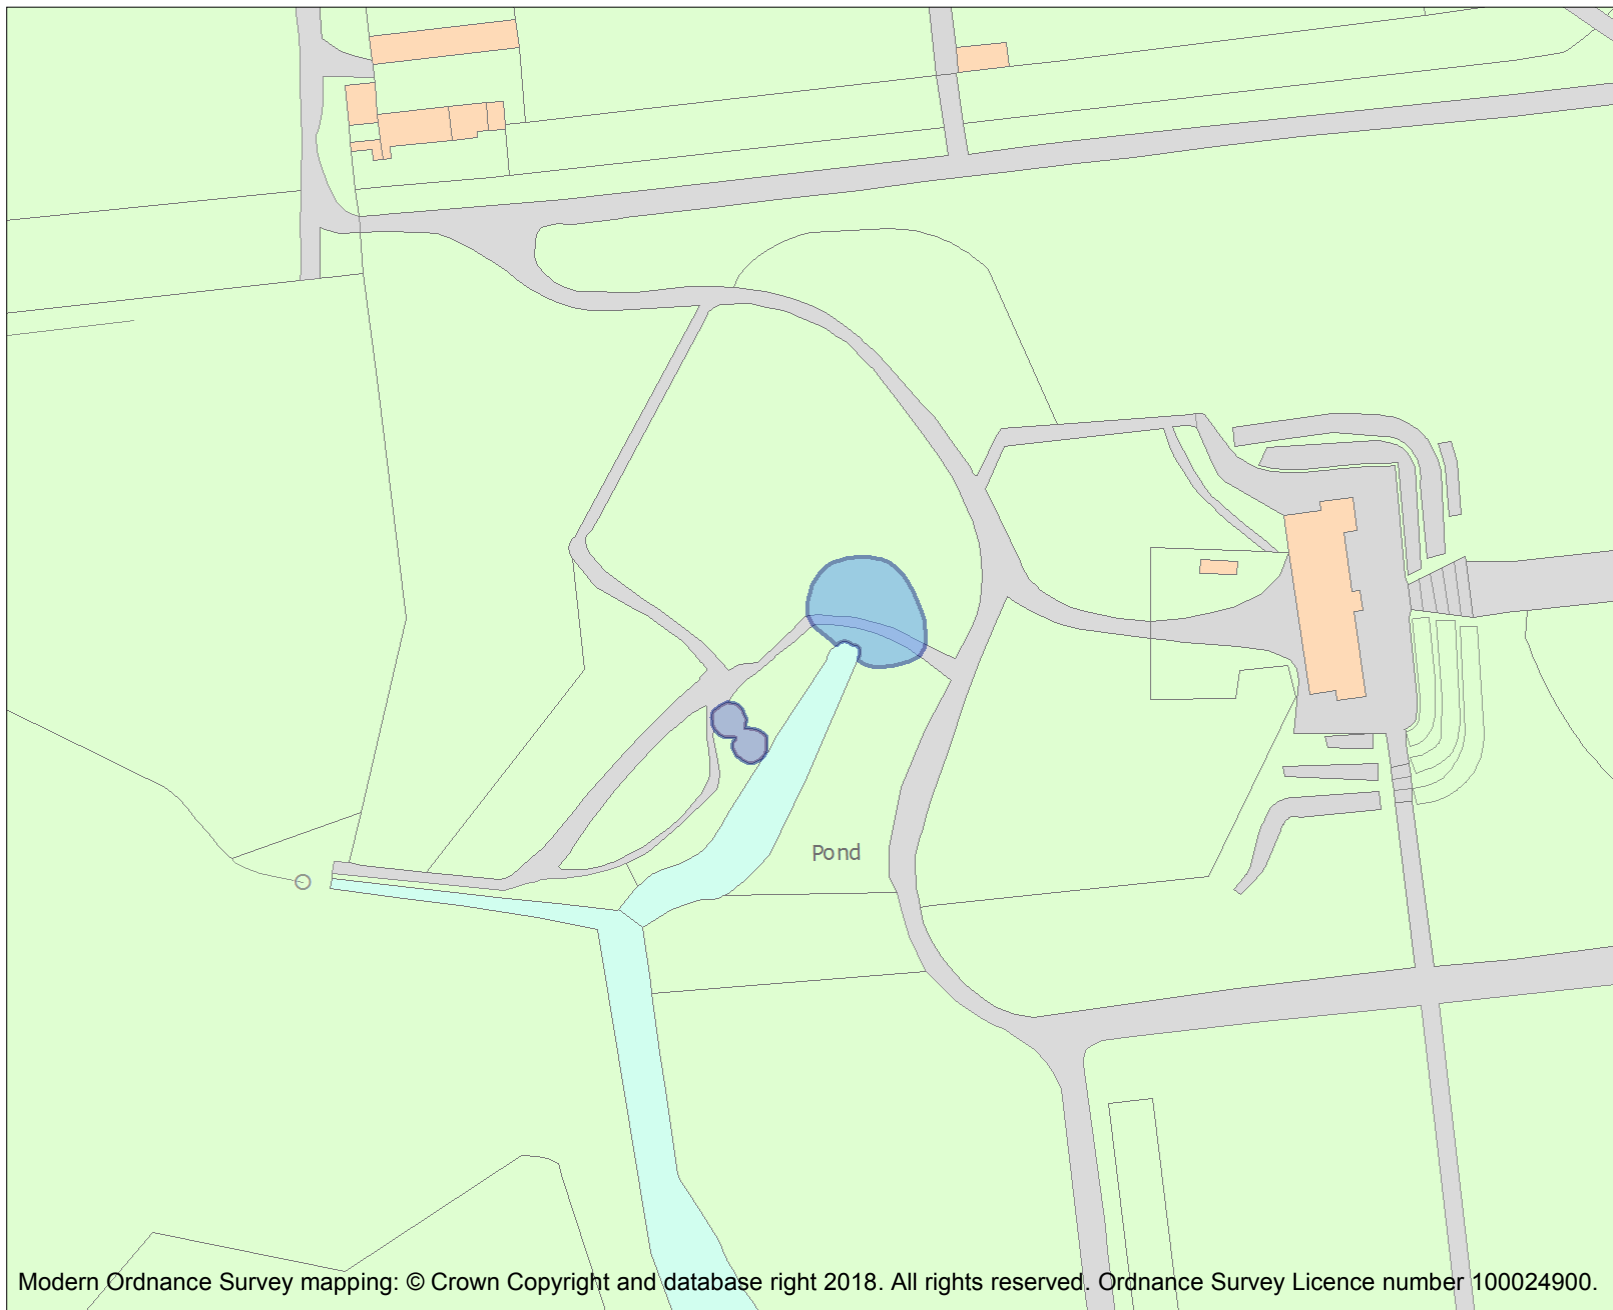 Pond
Modern Ordnance Survey mapping: © Crown Copyright and database right 2018. All rights reserved. Ordnance Survey Licence number 100024900.